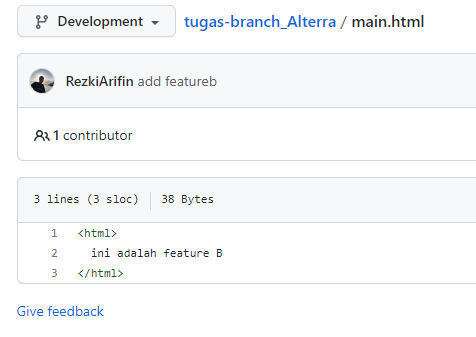 Development tugas-branch_Alterra / main.html
RezkiArifin add featureb
1 contributor
3 lines (3 sloc) 38 Bytes
1 <html>
2 ini adalah feature B
3 </html>
Give feedback